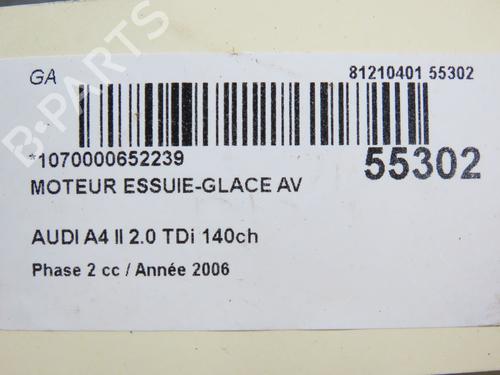 GA
81210401 55302
*1070000652239
55302
MOTEUR ESSUIE-GLACE AV
AUDI A4 II 2.0 TDi 140ch
Phase 2 cc / Année 2006
B-PARTS